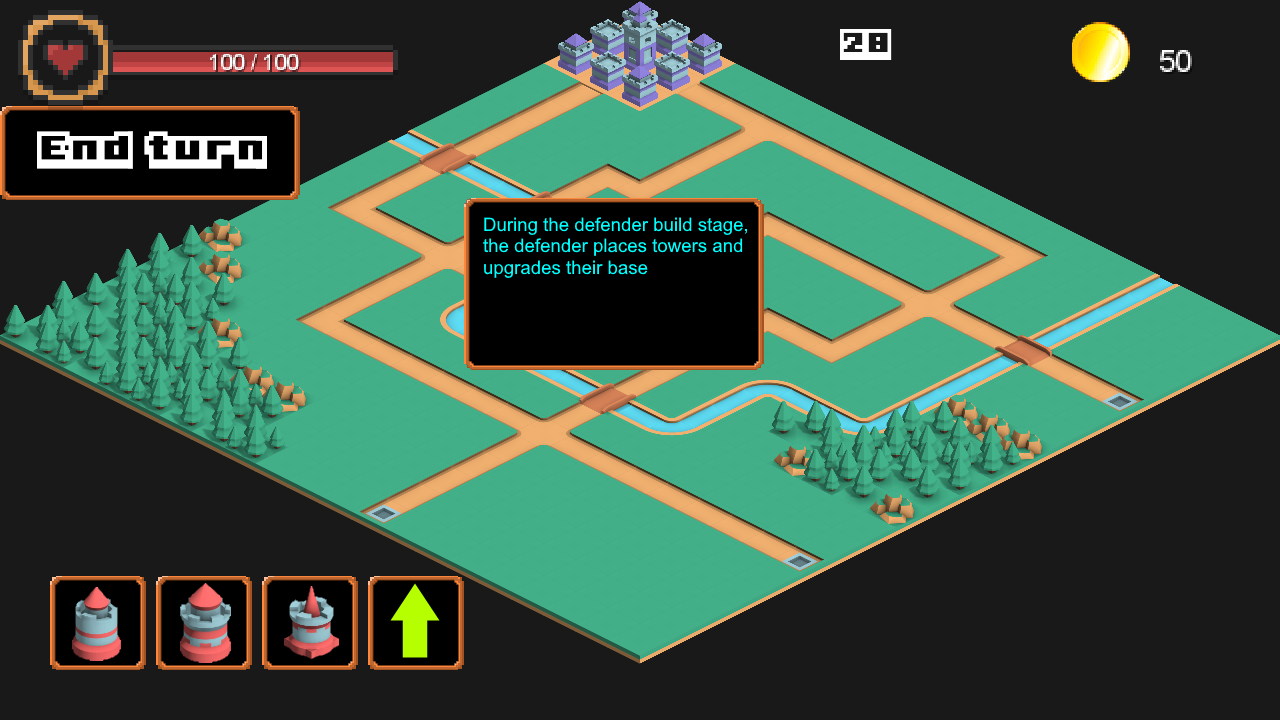 100 / 100
28
50
End turn
During the defender build stage,
the defender places towers and
upgrades their base